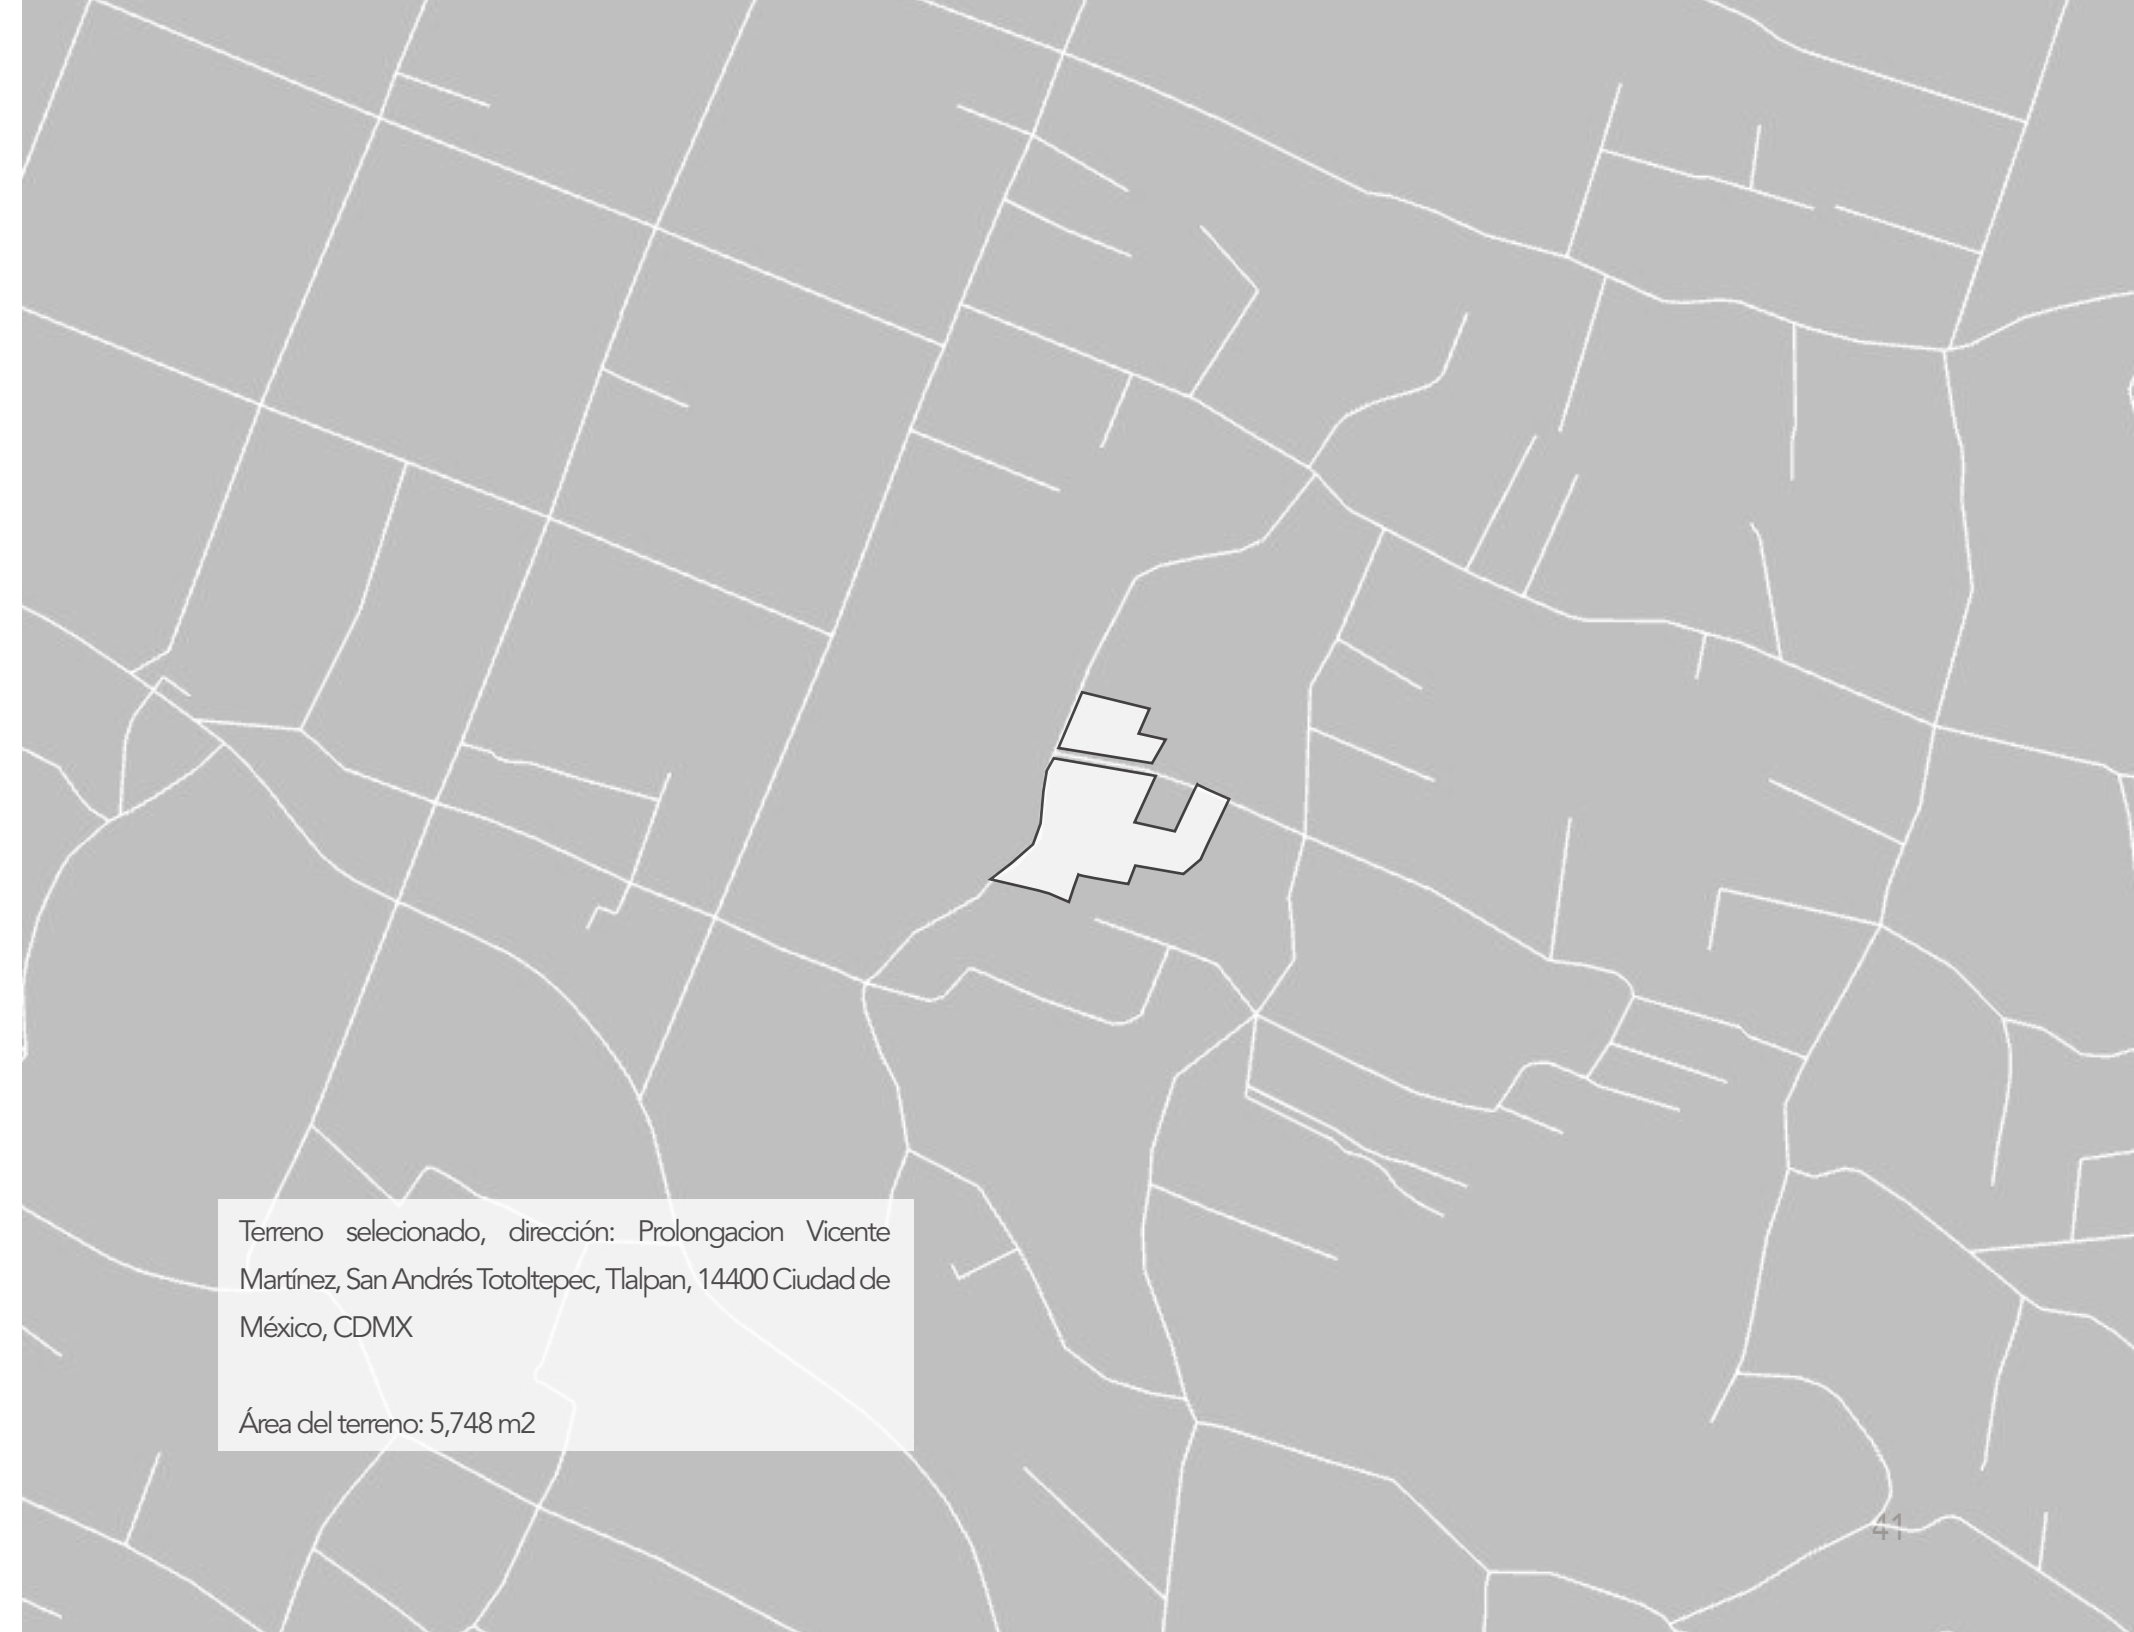 Terreno selecionado, dirección: Prolongacion Vicente
Martínez, San Andrés Totoltepec, Tlalpan, 14400 Ciudad de
México, CDMX
Área del terreno: 5,748 m2
41